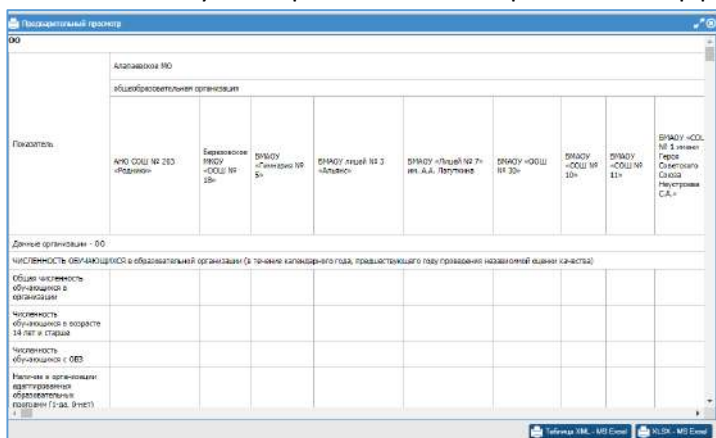 Предварительный просмотр
ОО
Показатель
Алапаевское МО
общеобразовательная организация
АНО СОШ № 263
«Родники»
Березовское
МКОУ
«ООШ №
18»
БМАОУ
«Гимназия №
5»
БМАОУ лицей № 3
«Альянс»
БМАОУ «Лицей № 7»
им. А.А. Лагуткина
БМАОУ «ООШ
№ 30»
БМАОУ
«СОШ №
10»
БМАОУ
«СОШ №
11»
БМАОУ «СОШ
№ 1 имени
Героя
Советского
Союза
Неустроева
С.А.»
Данные организации - ОО
ЧИСЛЕННОСТЬ ОБУЧАЮЩИХСЯ в образовательной организации (в течение календарного года, предшествующего году проведения независимой оценки качества)
Общая численность
обучающихся в
организации
Численность
обучающихся в возрасте
14 лет и старше
Численность
обучающихся с ОВЗ
Наличие в организации
адаптированных
образовательных
программ (1-да, 0-нет)
Таблица XML - MS Excel
XLSX - MS Excel